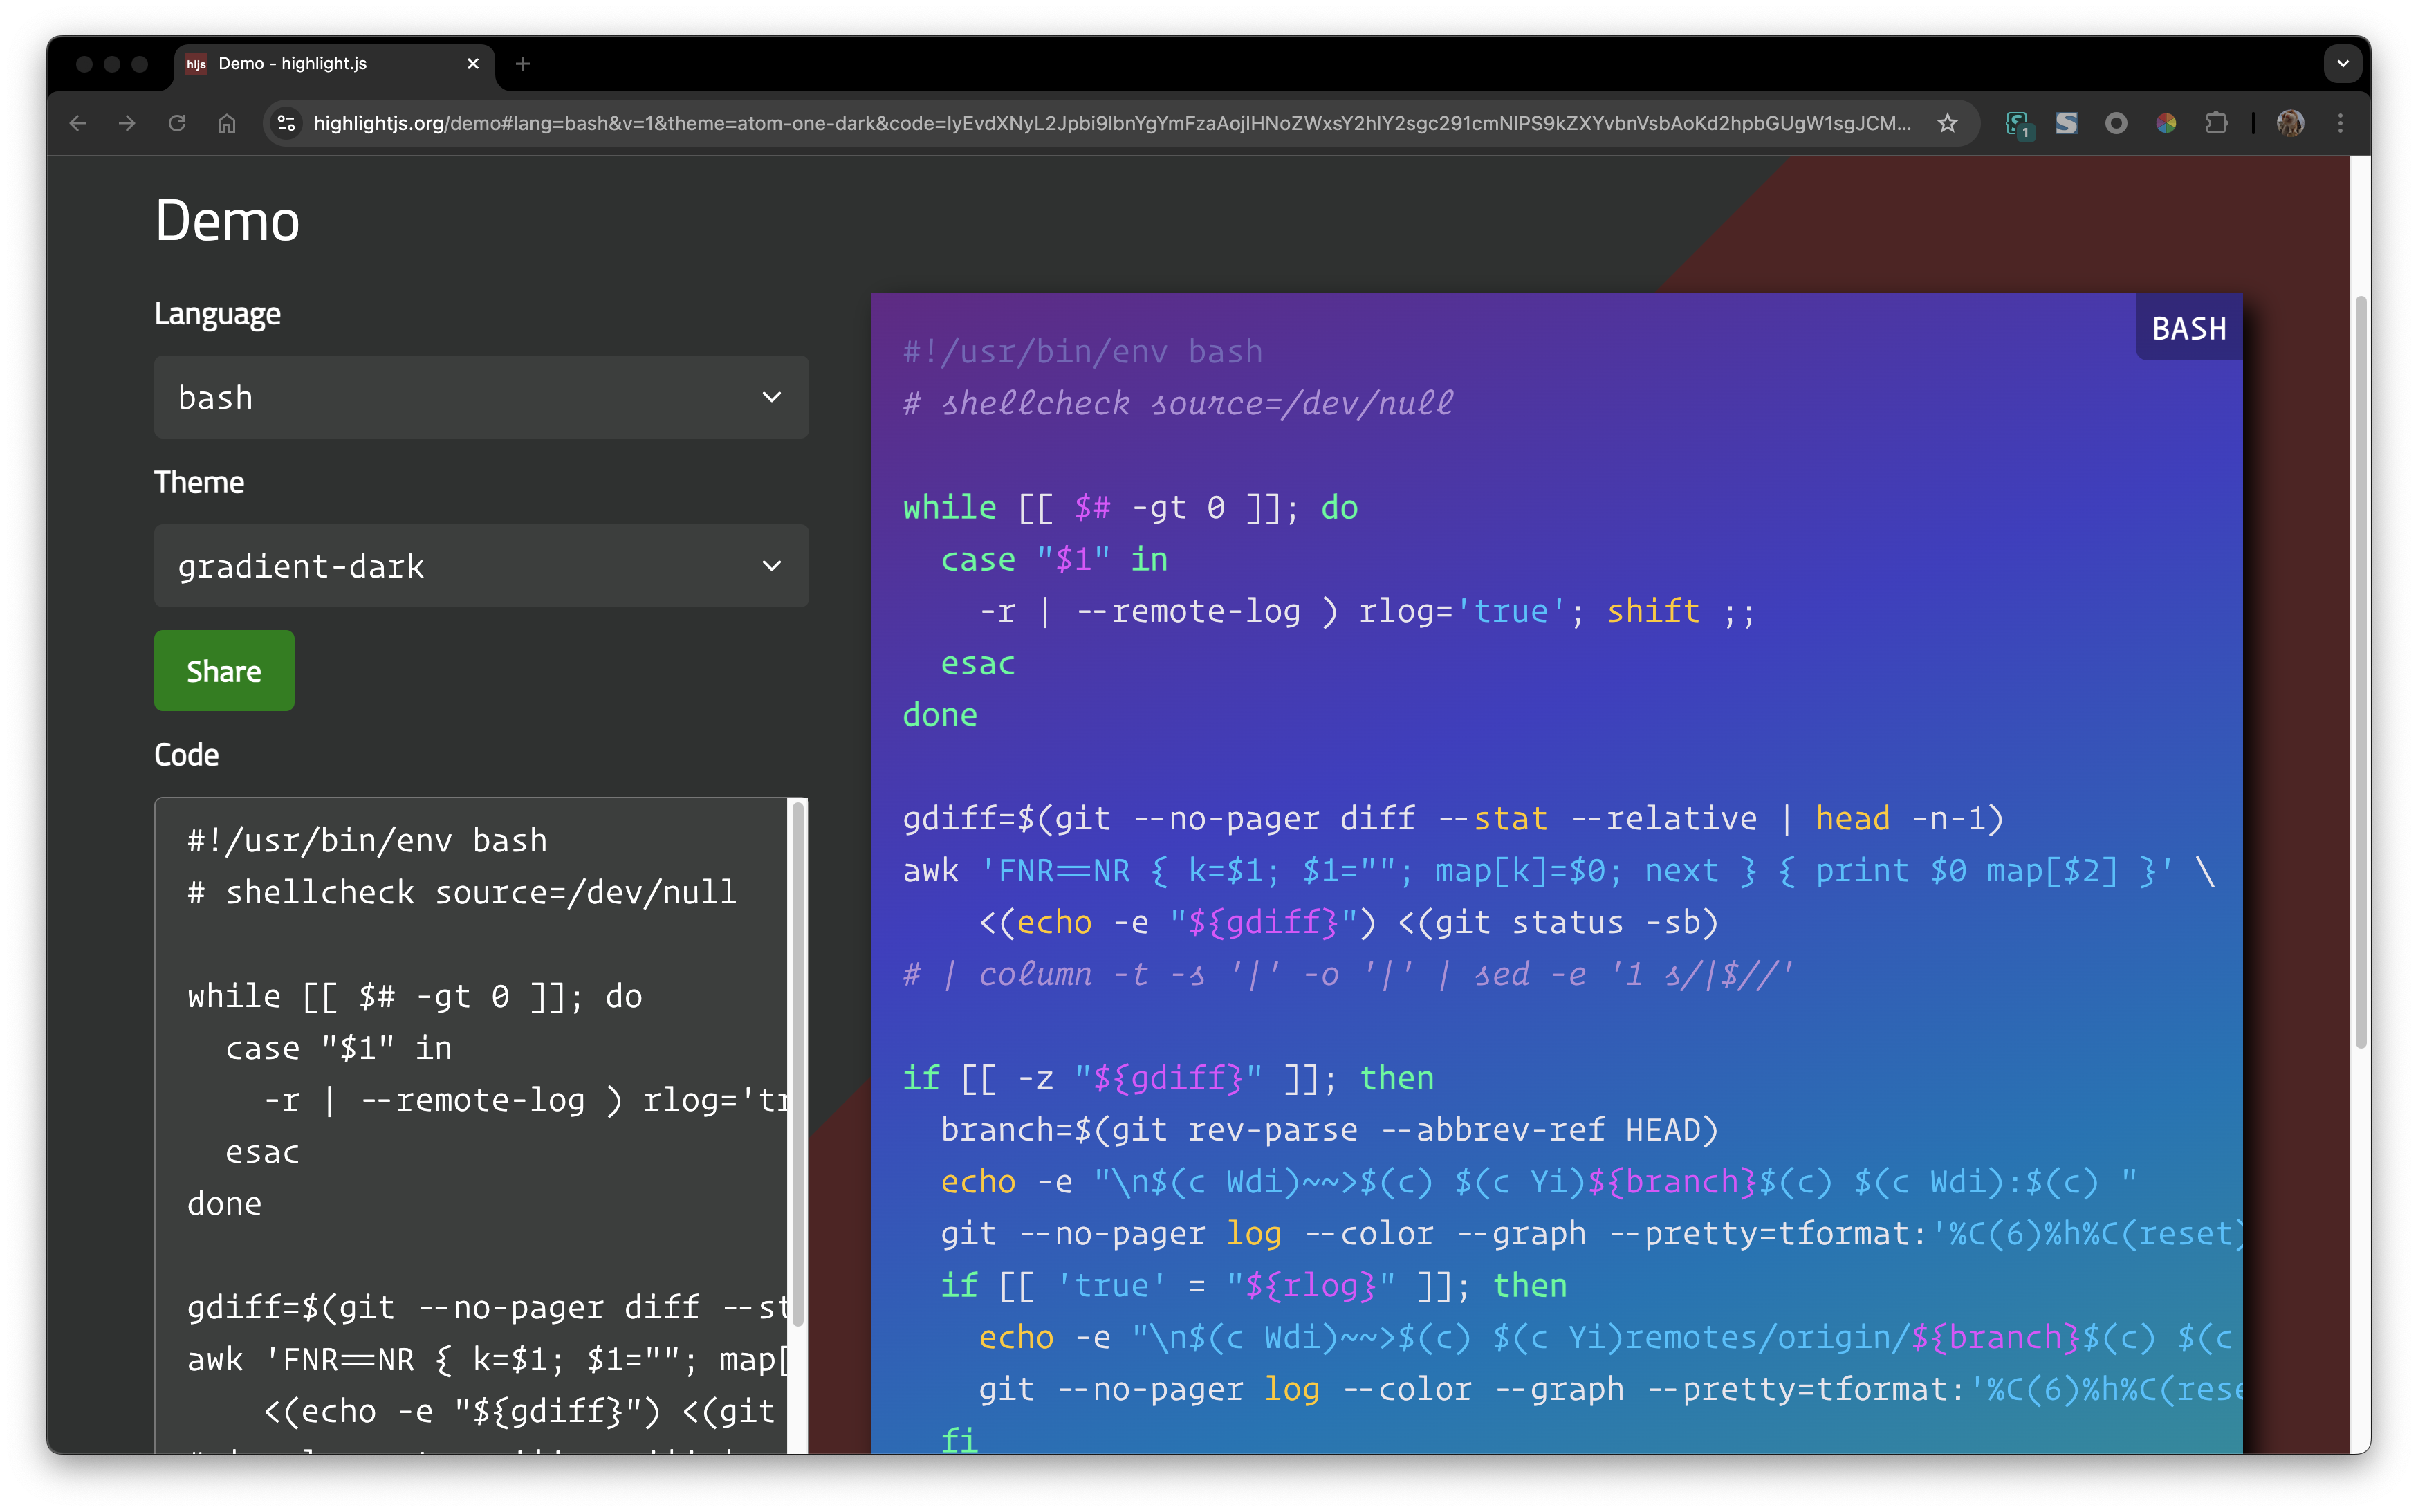 hljs Demo - highlight.js
highlightjs.org/demo#lang=bash&v=1&theme=atom-one-dark&code=IyEvdXNyL2Jpbi9lbnYgYmFzaAojIHNoZWxsY2hlY2sgc291cmNlPS9kZXYvbnVsbAoKd2hpbGUgW1sgJCM...
1
Demo
Language
bash
Theme
gradient-dark
Share
Code
#!/usr/bin/env bash
# shellcheck source=/dev/null
while [[ $# -gt 0 ]]; do
  case "$1" in
    -r | --remote-log ) rlog='tr
  esac
done
gdiff=$(git --no-pager diff --st
awk 'FNR==NR { k=$1; $1=""; map[
    <(echo -e "${gdiff}") <(git
BASH
#!/usr/bin/env bash
# shellcheck source=/dev/null
while [[ $# -gt 0 ]]; do
  case "$1" in
    -r | --remote-log ) rlog='true'; shift ;;
  esac
done
gdiff=$(git --no-pager diff --stat --relative | head -n-1)
awk 'FNR==NR { k=$1; $1=""; map[k]=$0; next } { print $0 map[$2] }' \
    <(echo -e "${gdiff}") <(git status -sb)
# | column -t -s '|' -o '|' | sed -e '1 s/|$//'
if [[ -z "${gdiff}" ]]; then
  branch=$(git rev-parse --abbrev-ref HEAD)
  echo -e "\n$(c Wdi)~~>$(c) $(c Yi)${branch}$(c) $(c Wdi):$(c) "
  git --no-pager log --color --graph --pretty=tformat:'%C(6)%h%C(reset)
  if [[ 'true' = "${rlog}" ]]; then
    echo -e "\n$(c Wdi)~~>$(c) $(c Yi)remotes/origin/${branch}$(c) $(c
    git --no-pager log --color --graph --pretty=tformat:'%C(6)%h%C(rese
  fi